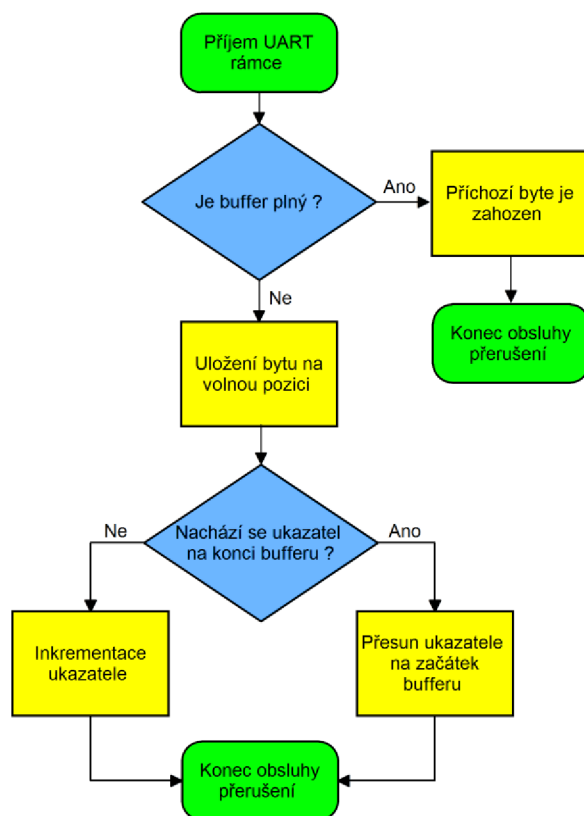 Příjem UART
rámce
Je buffer plný ?
Ano
Příchozí byte je
zahozen
Ne
Konec obsluhy
přerušení
Uložení bytu na
volnou pozici
Nachází se ukazatel
na konci bufferu ?
Ne
Ano
Inkrementace
ukazatele
Přesun ukazatele
na začátek
bufferu
Konec obsluhy
přerušení